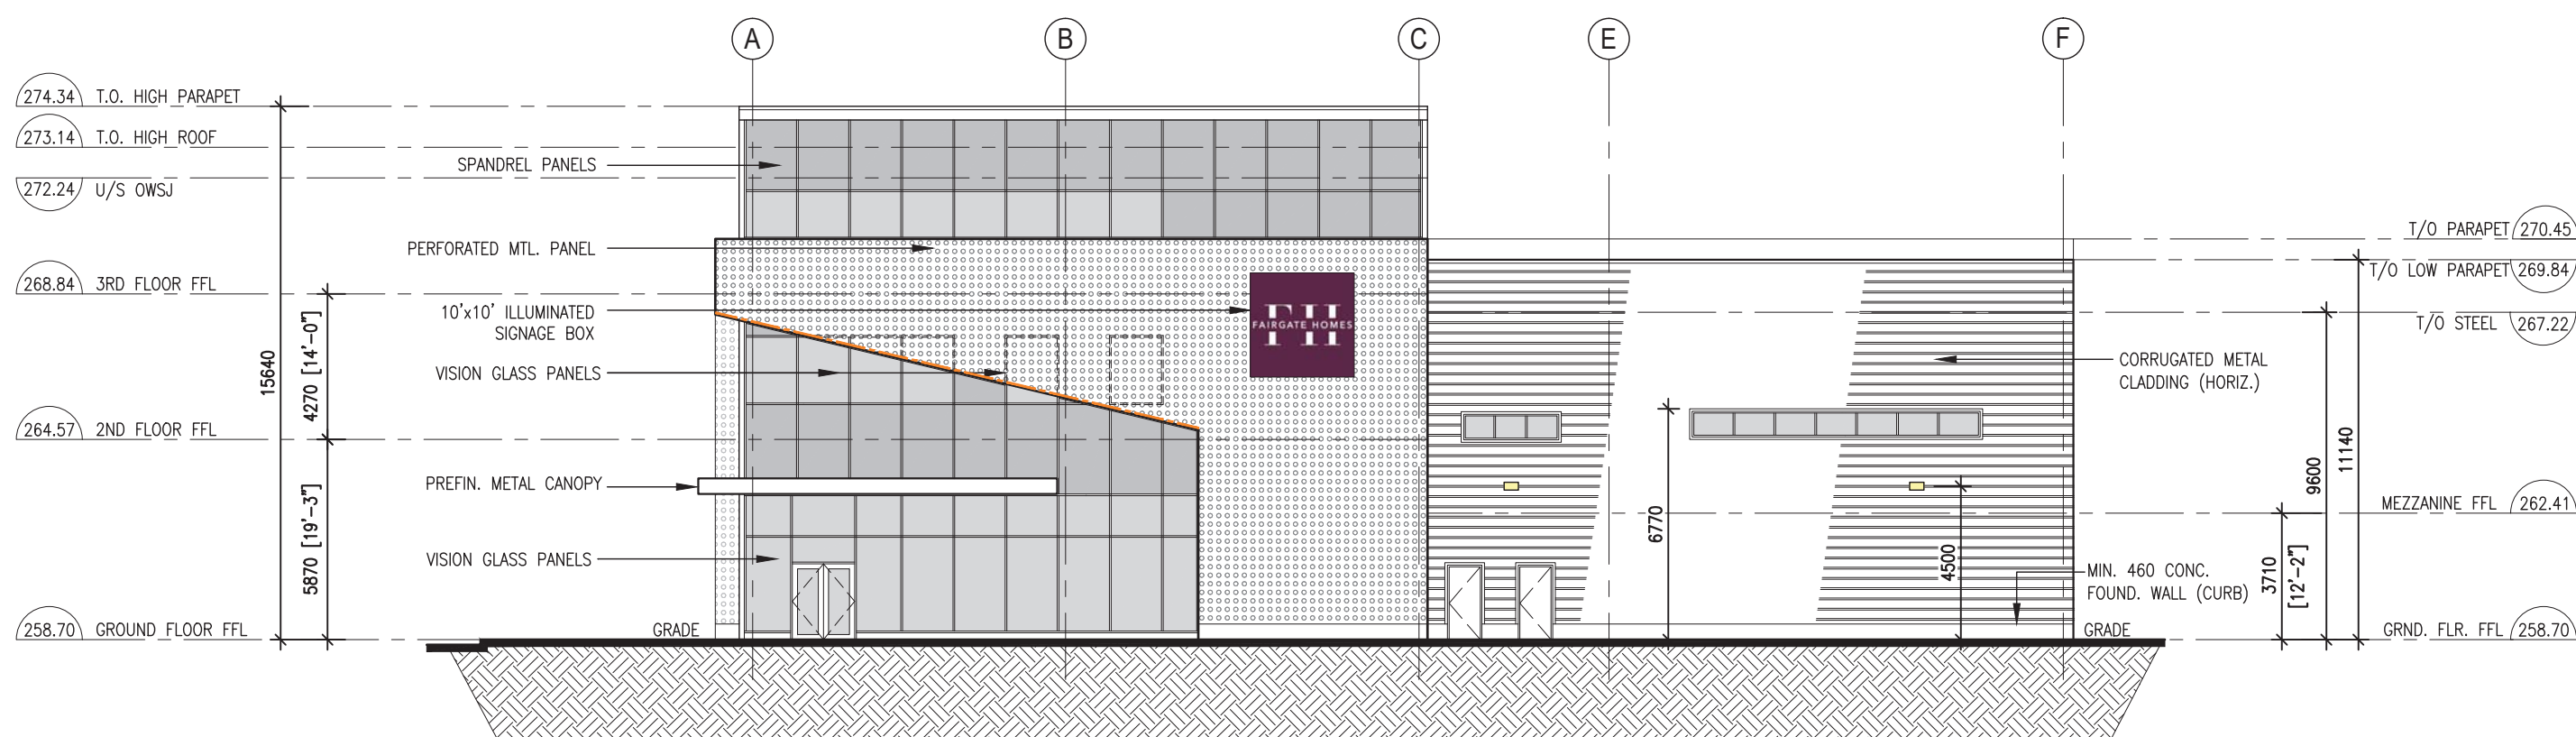 A
B
C
E
F
274.34 T.O. HIGH PARAPET
273.14 T.O. HIGH ROOF
272.24 U/S OWSJ
268.84 3RD FLOOR FFL
264.57 2ND FLOOR FFL
258.70 GROUND FLOOR FFL
15640
4270 [14'-0"]
5870 [19'-3"]
SPANDREL PANELS
PERFORATED MTL. PANEL
10'x10' ILLUMINATED
SIGNAGE BOX
VISION GLASS PANELS
PREFIN. METAL CANOPY
VISION GLASS PANELS
GRADE
FH
FAIRGATE HOMES
6770
4500
CORRUGATED METAL
CLADDING (HORIZ.)
MIN. 460 CONC.
FOUND. WALL (CURB)
GRADE
3710
[12'-2"]
9600
11140
T/O PARAPET 270.45
T/O LOW PARAPET 269.84
T/O STEEL 267.22
MEZZANINE FFL 262.41
GRND. FLR. FFL 258.70